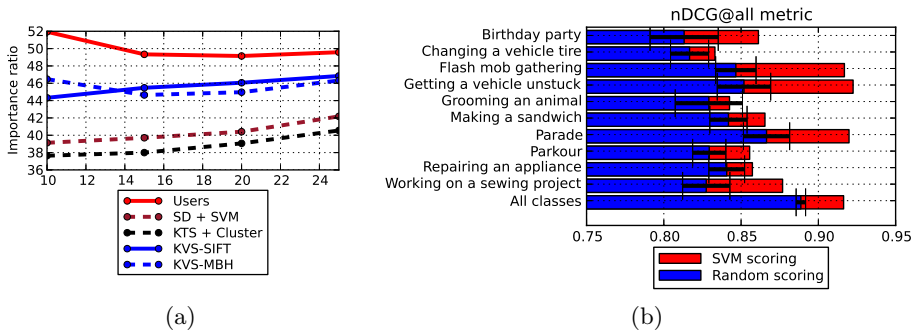 52
50
48
46
44
42
40
38
36
Importance ratio
10 12 14 16 18 20 22 24
Users
SD + SVM
KTS + Cluster
KVS-SIFT
KVS-MBH
(a)
nDCG@all metric
Birthday party
Changing a vehicle tire
Flash mob gathering
Getting a vehicle unstuck
Grooming an animal
Making a sandwich
Parade
Parkour
Repairing an appliance
Working on a sewing project
All classes
0.75 0.80 0.85 0.90 0.95
SVM scoring
Random scoring
(b)